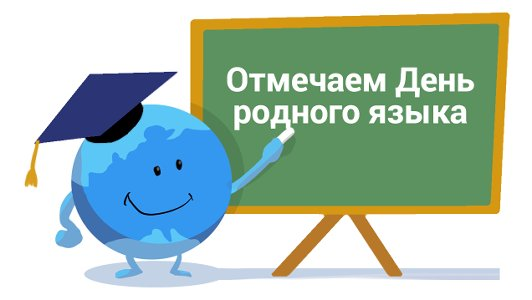 Отмечаем День
родного языка